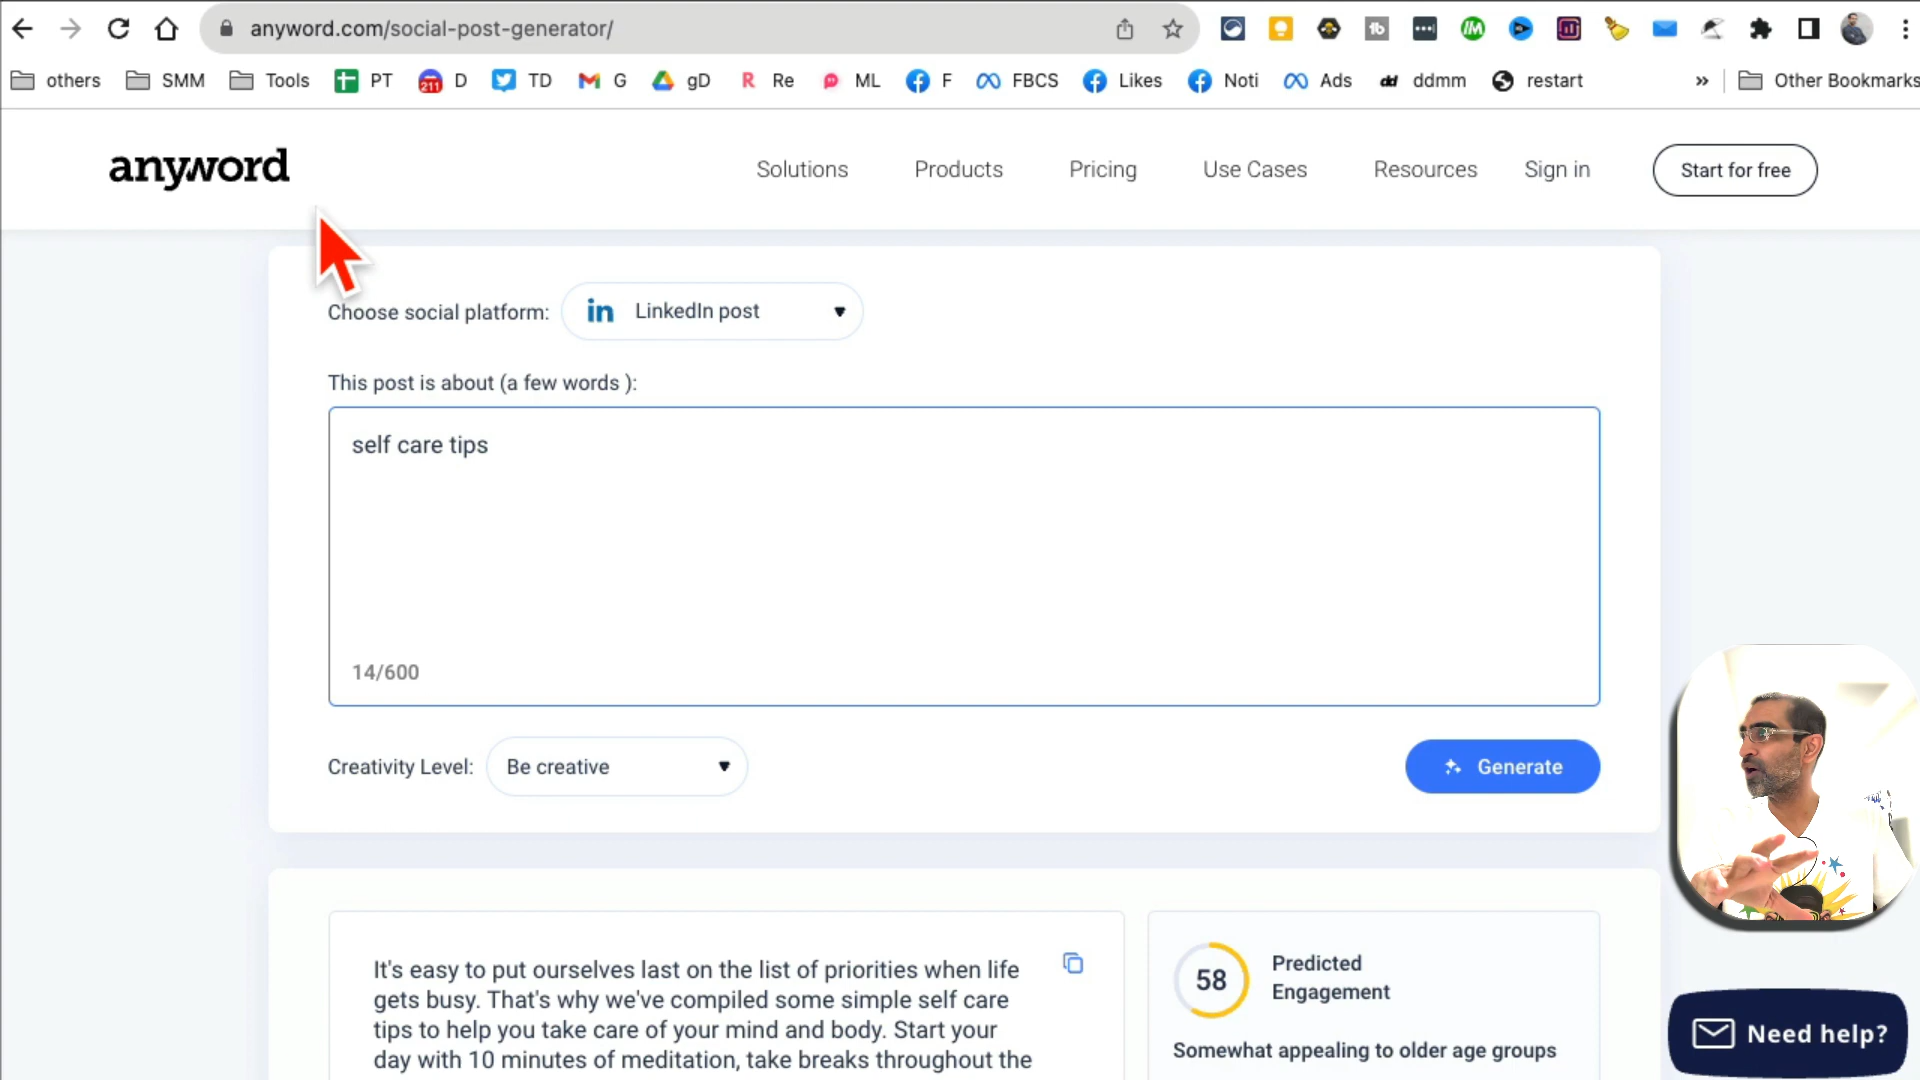 anyword.com/social-post-generator/
others SMM Tools PT 211 D TD G gD Re ML F FBCS Likes Noti Ads dd ddmm restart » Other Bookmarks
anyword Solutions Products Pricing Use Cases Resources Sign in Start for free
Choose social platform: in LinkedIn post
This post is about (a few words ):
self care tips
14/600
Creativity Level: Be creative Generate
It's easy to put ourselves last on the list of priorities when life
gets busy. That's why we've compiled some simple self care
tips to help you take care of your mind and body. Start your
day with 10 minutes of meditation, take breaks throughout the
58 Predicted
Engagement
Somewhat appealing to older age groups
Need help?